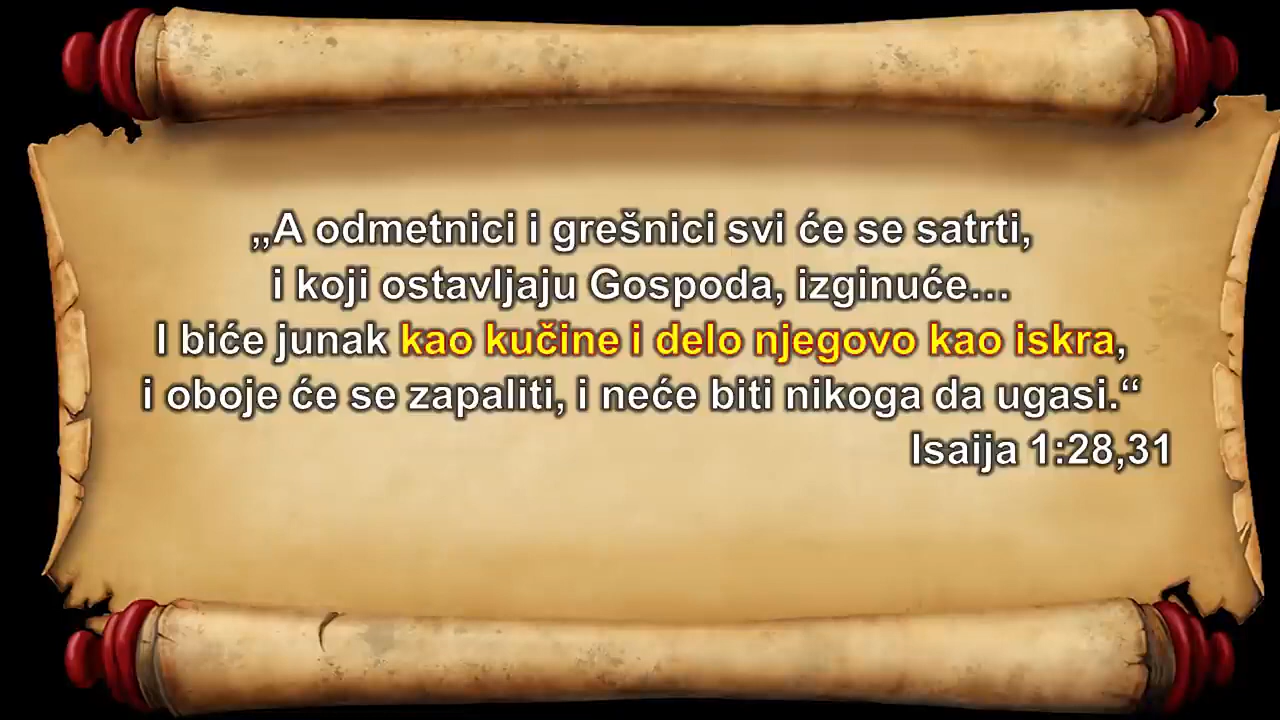 „A odmetnici i grešnici svi će se satrti,
i koji ostavljaju Gospoda, izginuće...
I biće junak kao kučine i delo njegovo kao iskra,
i oboje će se zapaliti, i neće biti nikoga da ugasi.“
Isaija 1:28,31